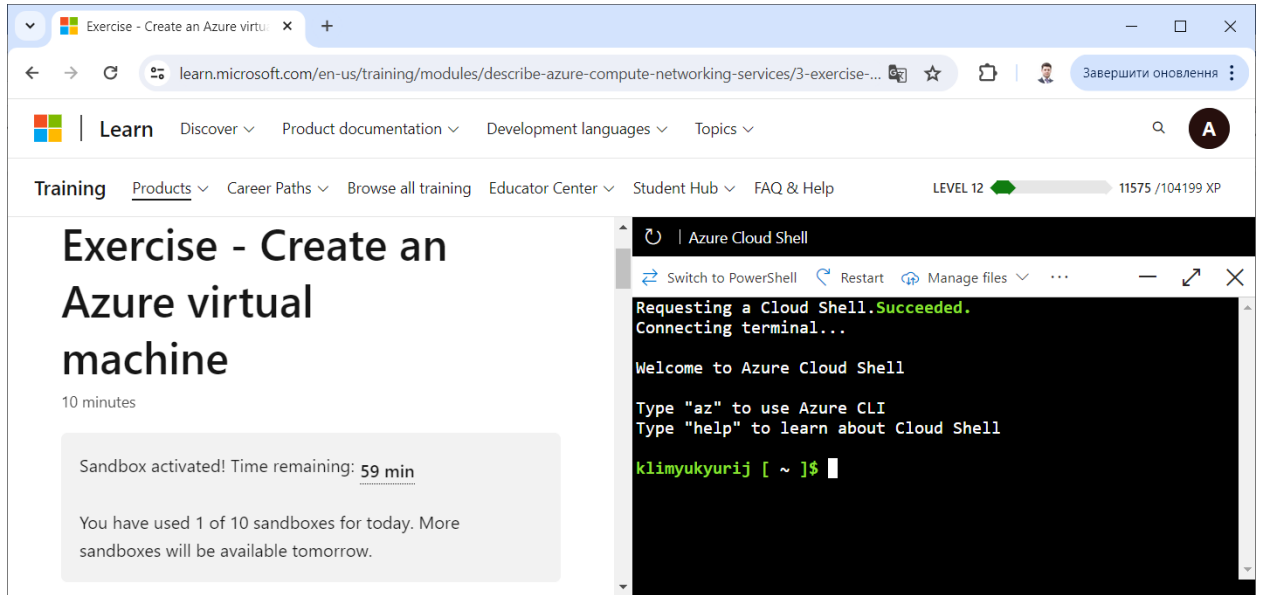 Exercise - Create an Azure virtu
learn.microsoft.com/en-us/training/modules/describe-azure-compute-networking-services/3-exercise-...
Завершити оновлення
Learn Discover Product documentation Development languages Topics
A
Training Products Career Paths Browse all training Educator Center Student Hub FAQ & Help LEVEL 12 11575 /104199 XP
Exercise - Create an
Azure virtual
machine
10 minutes
Sandbox activated! Time remaining: 59 min
You have used 1 of 10 sandboxes for today. More
sandboxes will be available tomorrow.
Azure Cloud Shell
Switch to PowerShell Restart Manage files ...
Requesting a Cloud Shell.Succeeded.
Connecting terminal...
Welcome to Azure Cloud Shell
Type "az" to use Azure CLI
Type "help" to learn about Cloud Shell
klimyukyurij [ ~ ]$